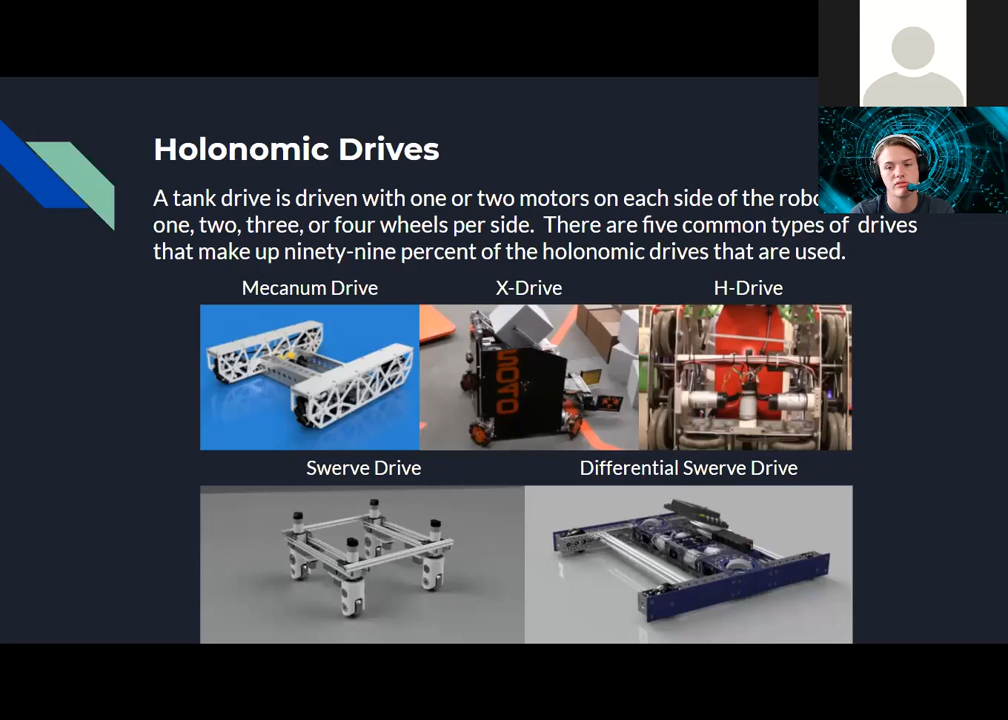 Holonomic Drives
A tank drive is driven with one or two motors on each side of the
one, two, three, or four wheels per side. There are five common types of drives
that make up ninety-nine percent of the holonomic drives that are used.
Mecanum Drive X-Drive H-Drive
Swerve Drive Differential Swerve Drive